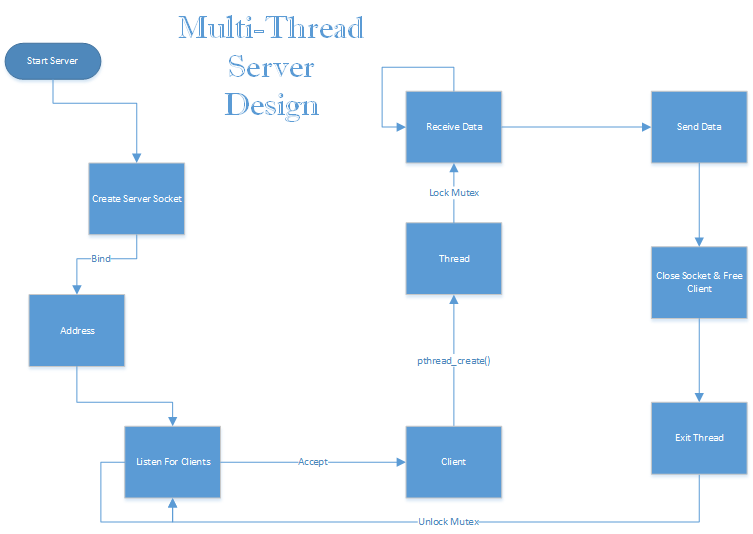 Multi-Thread
Server
Design
Start Server
Create Server Socket
Bind
Address
Listen For Clients
Accept
Client
pthread_create()
Thread
Lock Mutex
Receive Data
Send Data
Close Socket & Free
Client
Exit Thread
Unlock Mutex